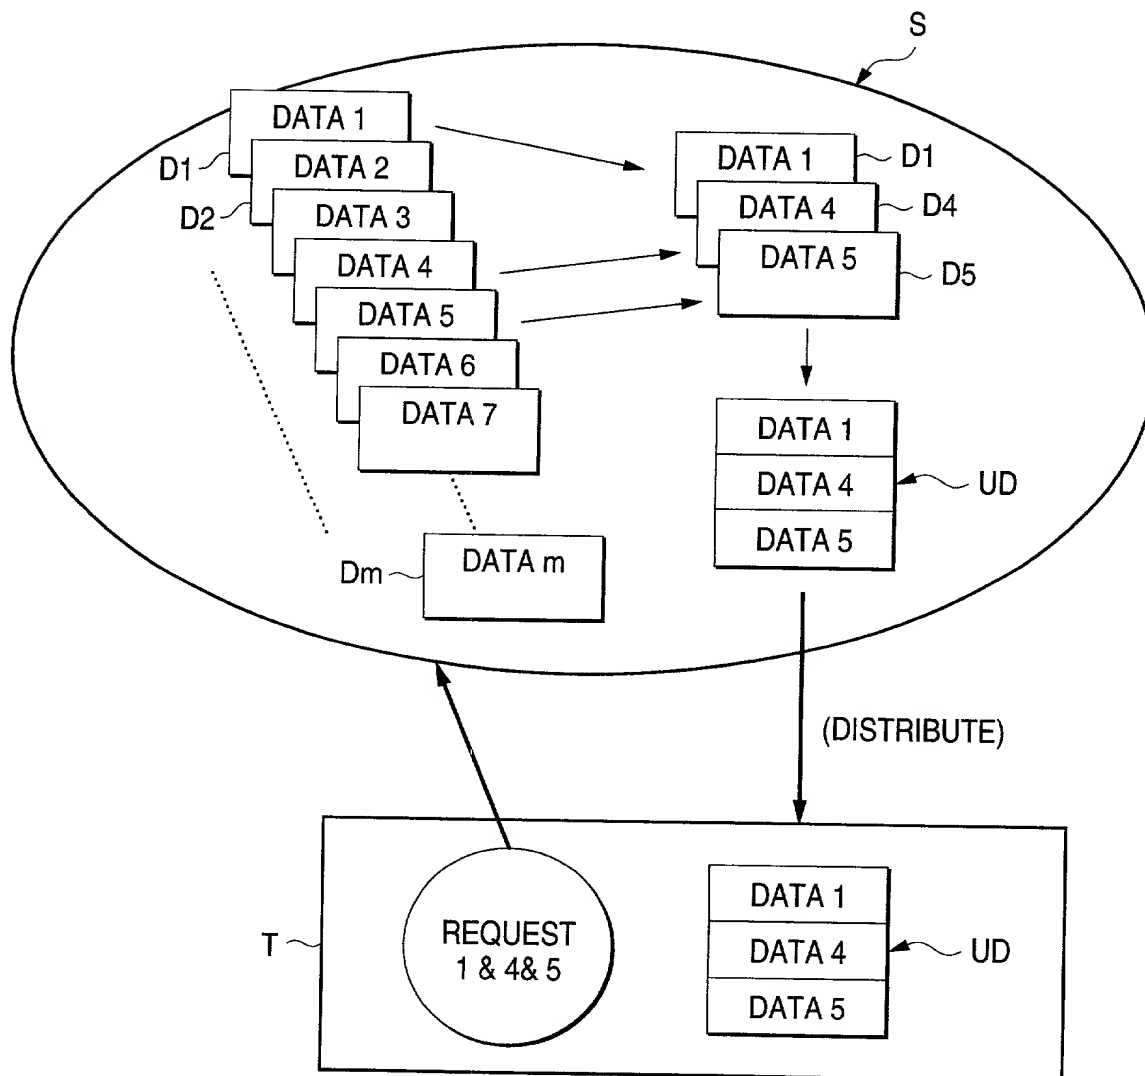 S
DATA 1
D1
DATA 2
D2
DATA 3
DATA 4
DATA 5
DATA 6
DATA 7
Dm
DATA m
DATA 1
D1
DATA 4
D4
DATA 5
D5
DATA 1
DATA 4
UD
DATA 5
(DISTRIBUTE)
T
REQUEST
1 & 4& 5
DATA 1
DATA 4
UD
DATA 5